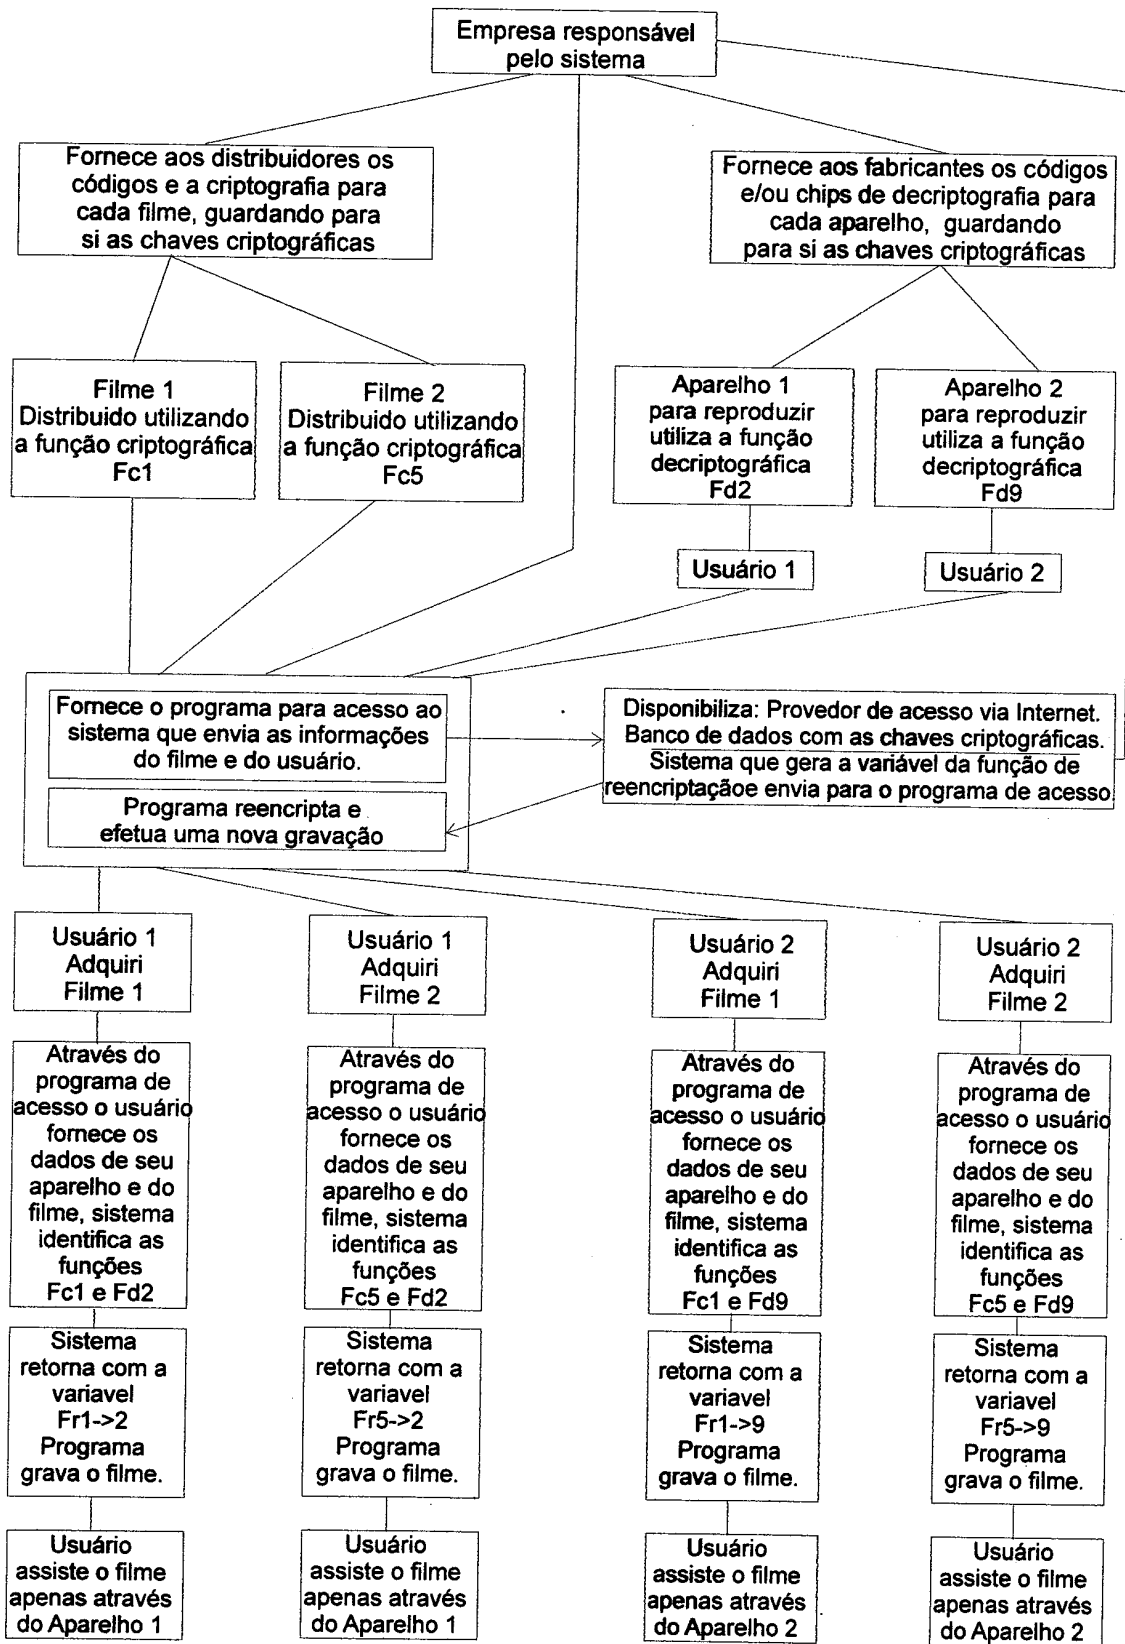 Empresa responsável
pelo sistema
Fornece aos distribuidores os
códigos e a criptografia para
cada filme, guardando para
si as chaves criptográficas
Fornece aos fabricantes os códigos
e/ou chips de decriptografia para
cada aparelho, guardando
para si as chaves criptográficas
Filme 1
Distribuido utilizando
a função criptográfica
Fc1
Filme 2
Distribuido utilizando
a função criptográfica
Fc5
Aparelho 1
para reproduzir
utiliza a função
decriptográfica
Fd2
Aparelho 2
para reproduzir
utiliza a função
decriptográfica
Fd9
Usuário 1
Usuário 2
Fornece o programa para acesso ao
sistema que envia as informações
do filme e do usuário.
Programa reencripta e
efetua uma nova gravação
Disponibiliza: Provedor de acesso via Internet.
Banco de dados com as chaves criptográficas.
Sistema que gera a variável da função de
reencriptaçãoe envia para o programa de acesso
Usuário 1
Adquiri
Filme 1
Usuário 1
Adquiri
Filme 2
Usuário 2
Adquiri
Filme 1
Usuário 2
Adquiri
Filme 2
Através do
programa de
acesso o usuário
fornece os
dados de seu
aparelho e do
filme, sistema
identifica as
funções
Fc1 e Fd2
Através do
programa de
acesso o usuário
fornece os
dados de seu
aparelho e do
filme, sistema
identifica as
funções
Fc5 e Fd2
Através do
programa de
acesso o usuário
fornece os
dados de seu
aparelho e do
filme, sistema
identifica as
funções
Fc1 e Fd9
Através do
programa de
acesso o usuário
fornece os
dados de seu
aparelho e do
filme, sistema
identifica as
funções
Fc5 e Fd9
Sistema
retorna com a
variavel
Fr1->2
Programa
grava o filme.
Sistema
retorna com a
variavel
Fr5->2
Programa
grava o filme.
Sistema
retorna com a
variavel
Fr1->9
Programa
grava o filme.
Sistema
retorna com a
variavel
Fr5->9
Programa
grava o filme.
Usuário
assiste o filme
apenas através
do Aparelho 1
Usuário
assiste o filme
apenas através
do Aparelho 1
Usuário
assiste o filme
apenas através
do Aparelho 2
Usuário
assiste o filme
apenas através
do Aparelho 2